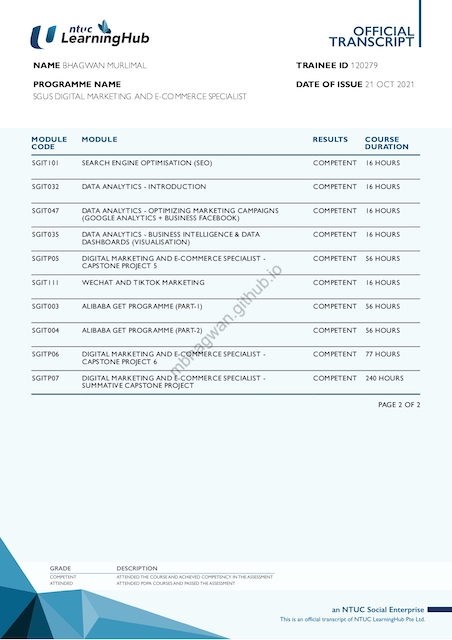 ntuc
LearningHub
OFFICIAL
TRANSCRIPT
NAME BHAGWAN MURLIMAL
TRAINEE ID 120279
PROGRAMME NAME
DATE OF ISSUE 21 OCT 2021
SGUS DIGITAL MARKETING AND E-COMMERCE SPECIALIST
MODULE CODE MODULE RESULTS COURSE DURATION
SGIT101 SEARCH ENGINE OPTIMISATION (SEO) COMPETENT 16 HOURS
SGIT032 DATA ANALYTICS - INTRODUCTION COMPETENT 16 HOURS
SGIT047 DATA ANALYTICS - OPTIMIZING MARKETING CAMPAIGNS COMPETENT 16 HOURS
(GOOGLE ANALYTICS + BUSINESS FACEBOOK)
SGIT035 DATA ANALYTICS - BUSINESS INTELLIGENCE & DATA COMPETENT 16 HOURS
DASHBOARDS (VISUALISATION)
SGITP05 DIGITAL MARKETING AND E-COMMERCE SPECIALIST - COMPETENT 56 HOURS
CAPSTONE PROJECT 5
SGIT111 WECHAT AND TIKTOK MARKETING COMPETENT 16 HOURS
SGIT003 ALIBABA GET PROGRAMME (PART-1) COMPETENT 56 HOURS
SGIT004 ALIBABA GET PROGRAMME (PART-2) COMPETENT 56 HOURS
SGITP06 DIGITAL MARKETING AND E-COMMERCE SPECIALIST - COMPETENT 77 HOURS
CAPSTONE PROJECT 6
SGITP07 DIGITAL MARKETING AND E-COMMERCE SPECIALIST - COMPETENT 240 HOURS
SUMMATIVE CAPSTONE PROJECT
mbhagwan.github.io
PAGE 2 OF 2
GRADE DESCRIPTION
COMPETENT ATTENDED THE COURSE AND ACHIEVED COMPETENCY IN THE ASSESSMENT
ATTENDED ATTENDED PDPA COURSES AND PASSED THE ASSESSMENT
an NTUC Social Enterprise
This is an official transcript of NTUC LearningHub Pte Ltd.